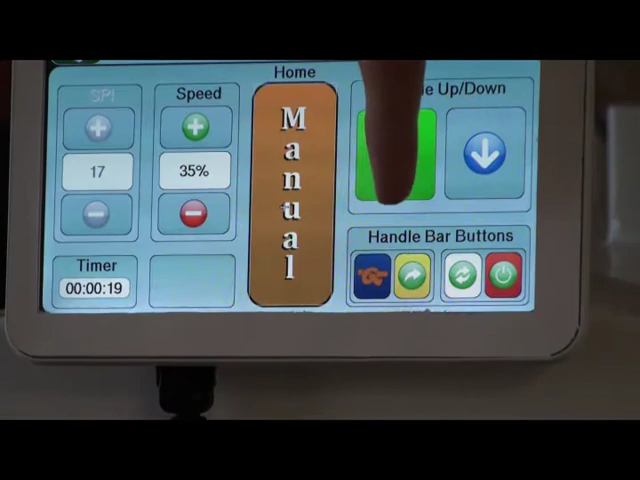 Home
SPI
17
Speed
35%
Manual
Up/Down
Handle Bar Buttons
Timer
00:00:19